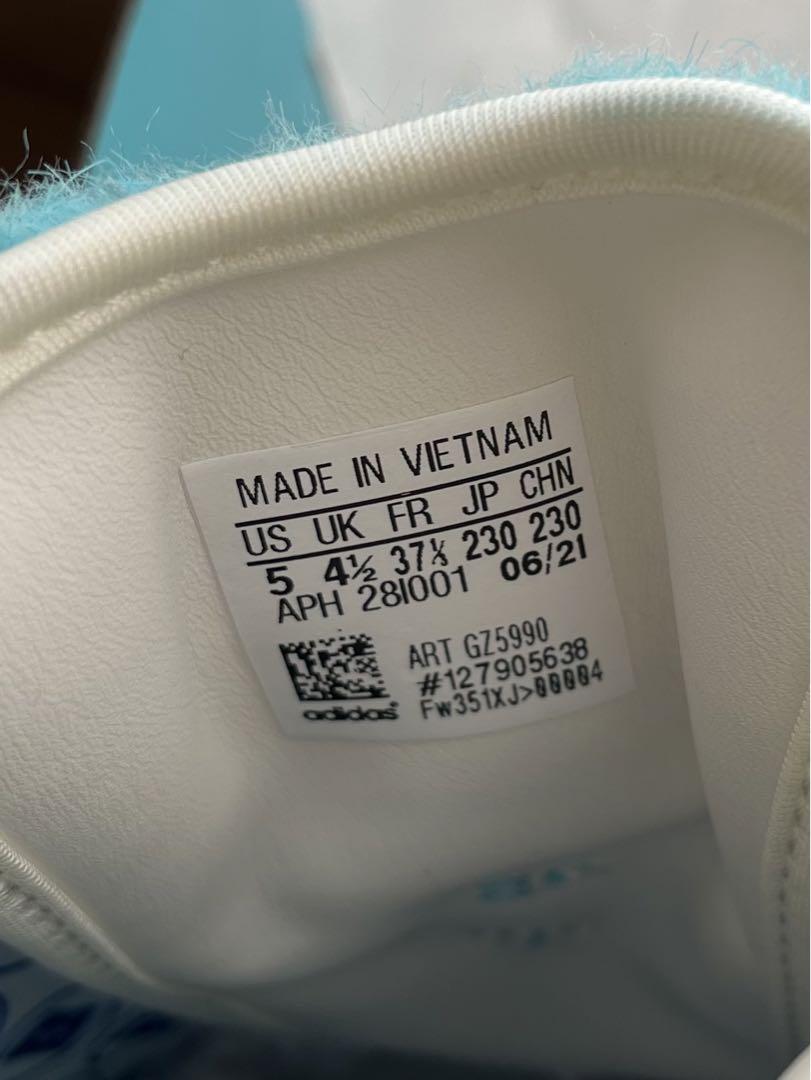 MADE IN VIETNAM
US UK FR JP CHN
5 4½ 37⅓ 230 230
APH 28I001 06/21
ART GZ5990
#127905638
FW351XJ>00004
adidas